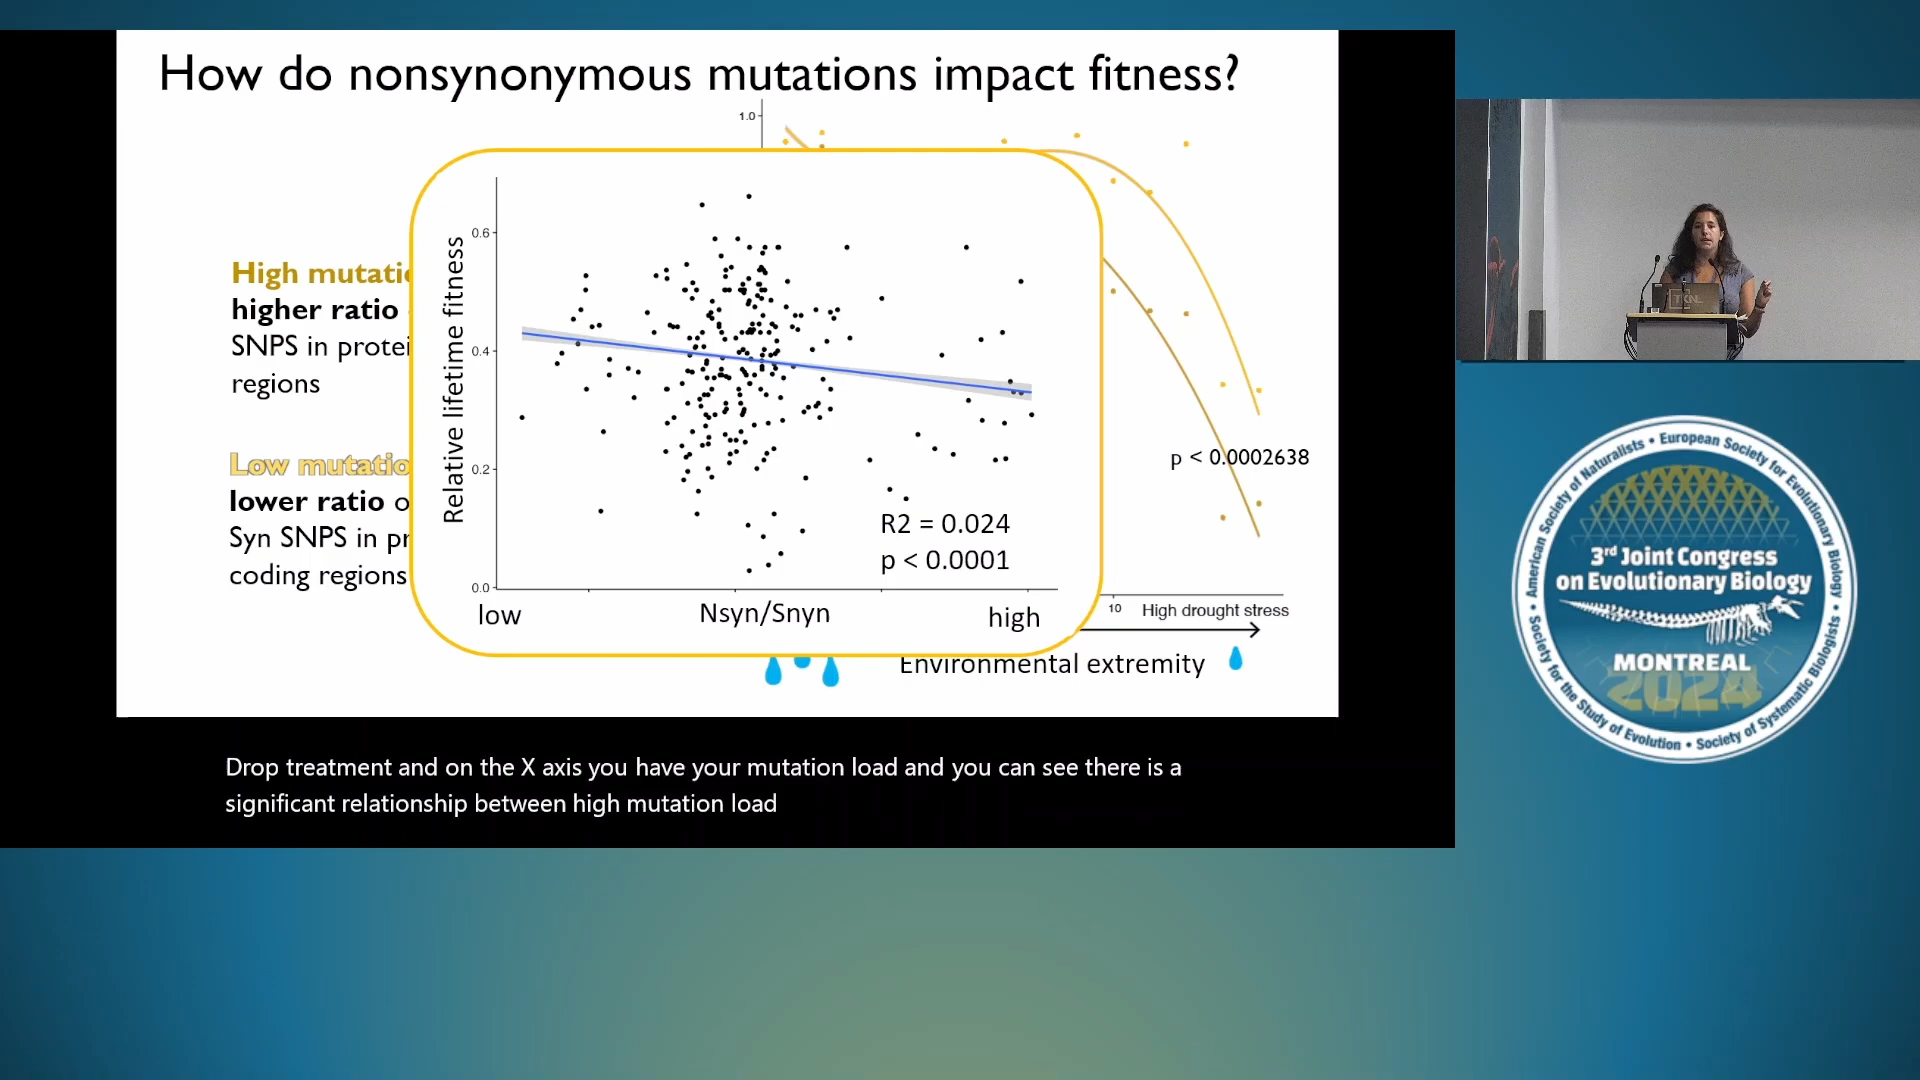 How do nonsynonymous mutations impact fitness?
1.0
High mutatio
higher ratio
SNPS in protei
regions
Low mutatio
lower ratio o
Syn SNPS in pr
coding regions
Relative lifetime fitness
0.6
0.4
0.2
0.0
R2 = 0.024
p < 0.0001
low
Nsyn/Snyn
high
p < 0.0002638
10
High drought stress
Environmental extremity
Drop treatment and on the X axis you have your mutation load and you can see there is a
significant relationship between high mutation load
TKNL
American Society of Naturalists • European Society for Evolutionary Biology • Society of Systematic Biologists • Society for the Study of Evolution •
3rd Joint Congress
on Evolutionary Biology
MONTREAL
2024